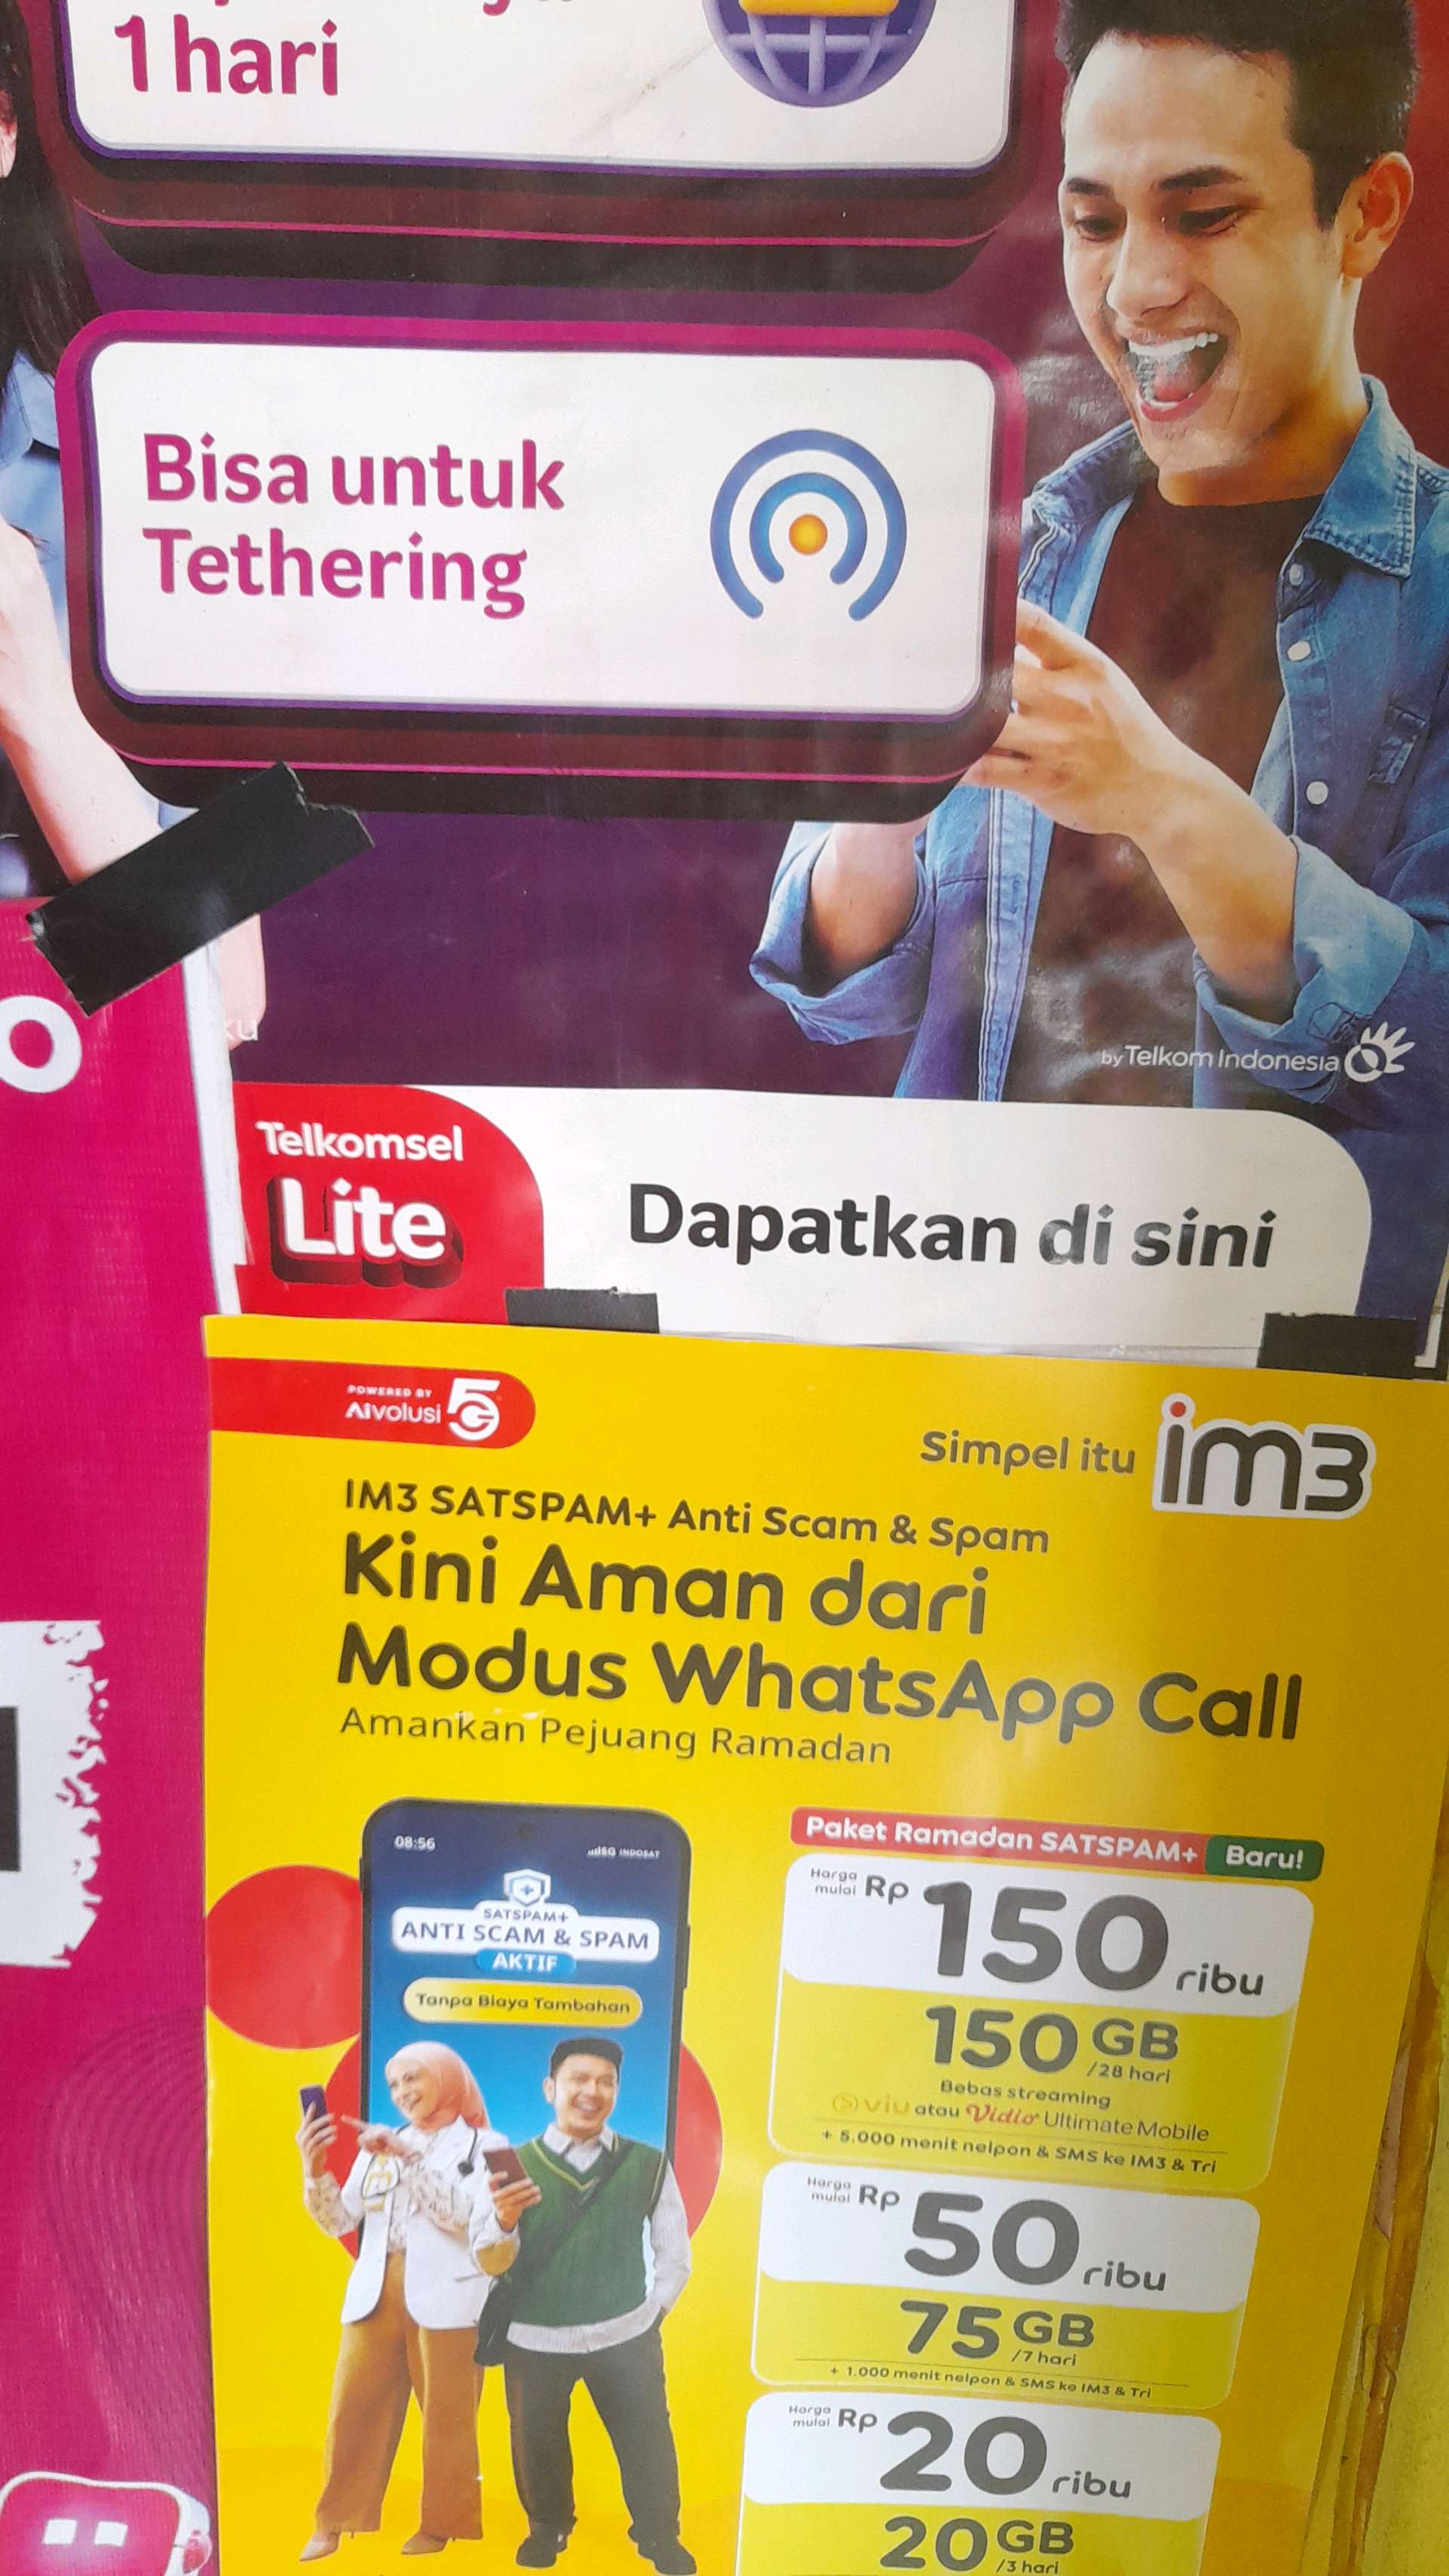 1 hari
Bisa untuk
Tethering
by Telkom Indonesia
Telkomsel
Lite
Dapatkan di sini
POWERED BY
AIvolusi 5G
Simpel itu im3
IM3 SATSPAM+ Anti Scam & Spam
Kini Aman dari
Modus WhatsApp Call
Amankan Pejuang Ramadan
08:56
5G INDOSAT
SATSPAM+
ANTI SCAM & SPAM
AKTIF
Tanpa Biaya Tambahan
Paket Ramadan SATSPAM+ Baru!
Harga
mulai Rp 150 ribu
150 GB
/28 hari
Bebas streaming
viu atau Vidio Ultimate Mobile
+ 5.000 menit nelpon & SMS ke IM3 & Tri
Harga
mulai Rp 50 ribu
75 GB
/7 hari
+ 1.000 menit nelpon & SMS ke IM3 & Tri
Harga
mulai Rp 20 ribu
20 GB
/3 hari